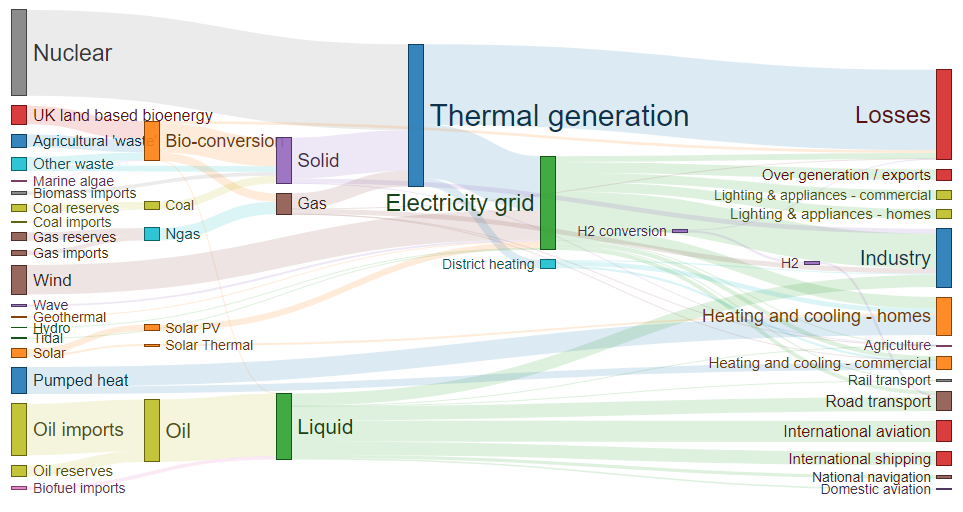 Nuclear
UK land based bioenergy
Agricultural 'waste'
Other waste
Marine algae
Biomass imports
Coal reserves
Coal imports
Gas reserves
Gas imports
Wind
Wave
Geothermal
Hydro
Tidal
Solar
Pumped heat
Oil imports
Oil reserves
Biofuel imports
Bio-conversion
Coal
Ngas
Solar PV
Solar Thermal
Oil
Solid
Gas
Liquid
Thermal generation
Electricity grid
District heating
H2 conversion
H2
Losses
Over generation / exports
Lighting & appliances - commercial
Lighting & appliances - homes
Industry
Heating and cooling - homes
Agriculture
Heating and cooling - commercial
Rail transport
Road transport
International aviation
International shipping
National navigation
Domestic aviation